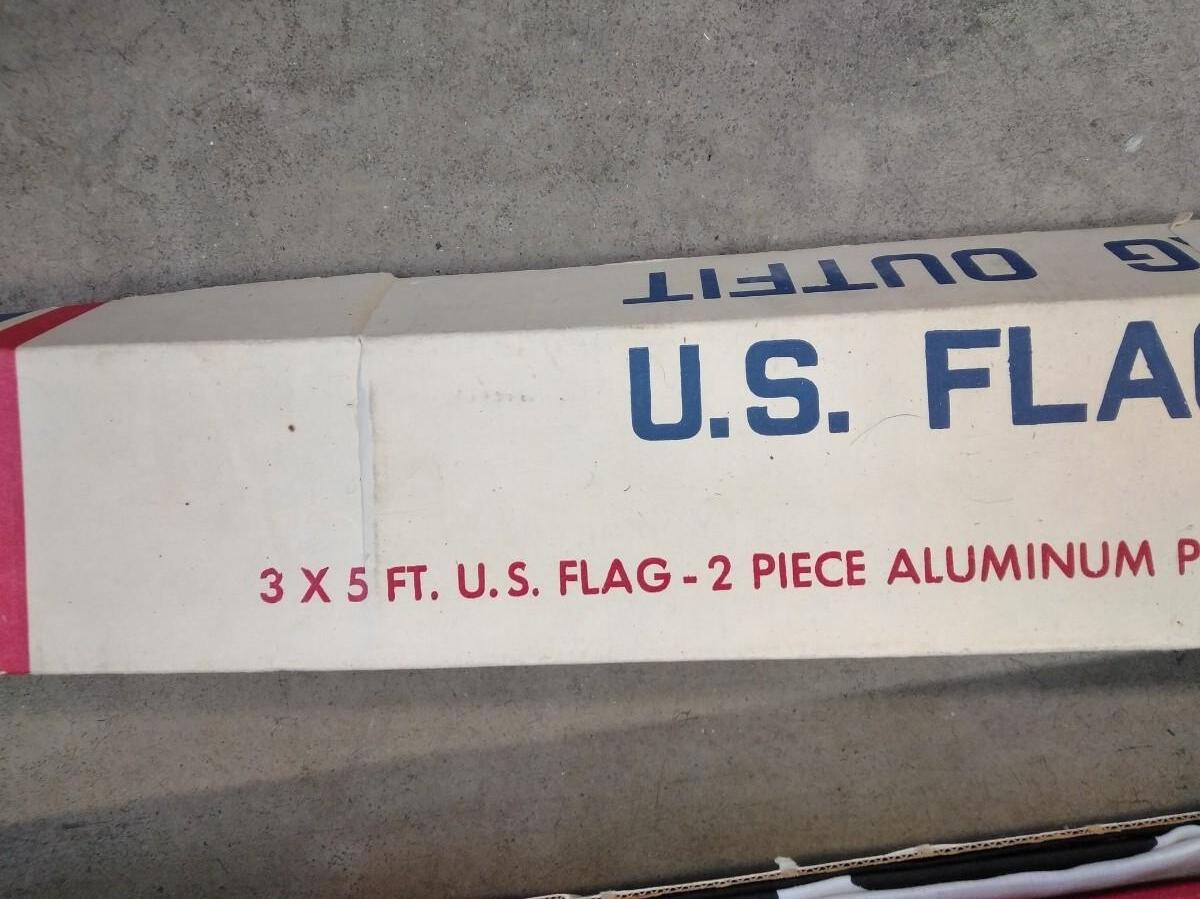 G OUTFIT
U.S. FLA
3 X 5 FT. U.S. FLAG - 2 PIECE ALUMINUM P